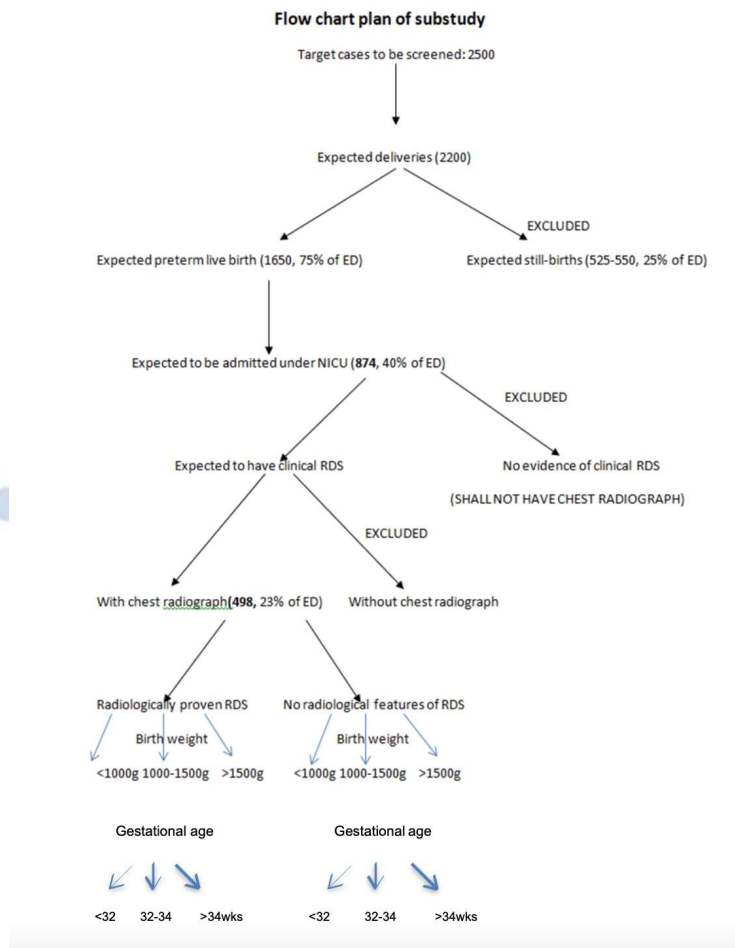 Flow chart plan of substudy
Target cases to be screened: 2500
Expected deliveries (2200)
EXCLUDED
Expected preterm live birth (1650, 75% of ED)
Expected still-births (525-550, 25% of ED)
Expected to be admitted under NICU (874, 40% of ED)
EXCLUDED
Expected to have clinical RDS
No evidence of clinical RDS
(SHALL NOT HAVE CHEST RADIOGRAPH)
EXCLUDED
With chest radiograph(498, 23% of ED)
Without chest radiograph
Radiologically proven RDS
No radiological features of RDS
Birth weight
Birth weight
<1000g 1000-1500g >1500g
<1000g 1000-1500g >1500g
Gestational age
Gestational age
<32 32-34 >34wks
<32 32-34 >34wks